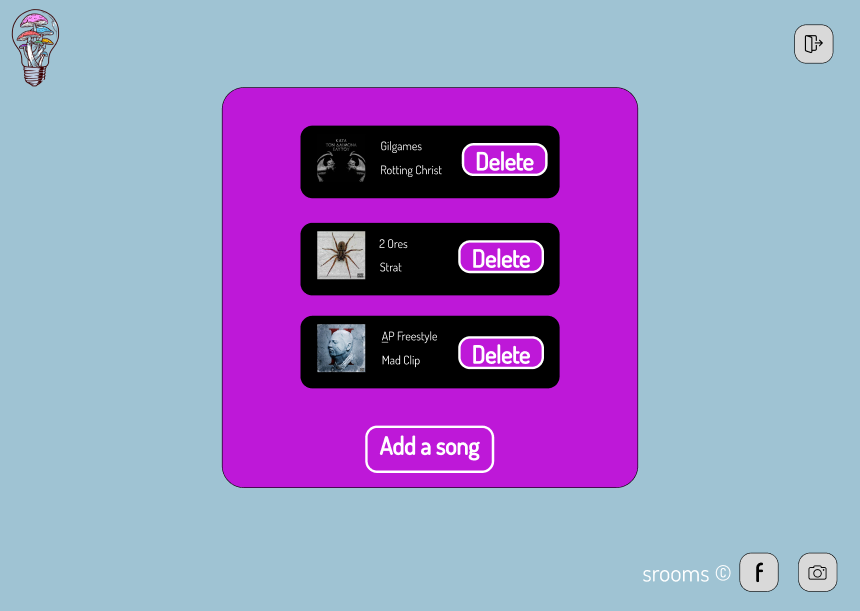 Gilgames
Rotting Christ
Delete
2 Ores
Strat
Delete
AP Freestyle
Mad Clip
Delete
Add a song
srooms ©
f